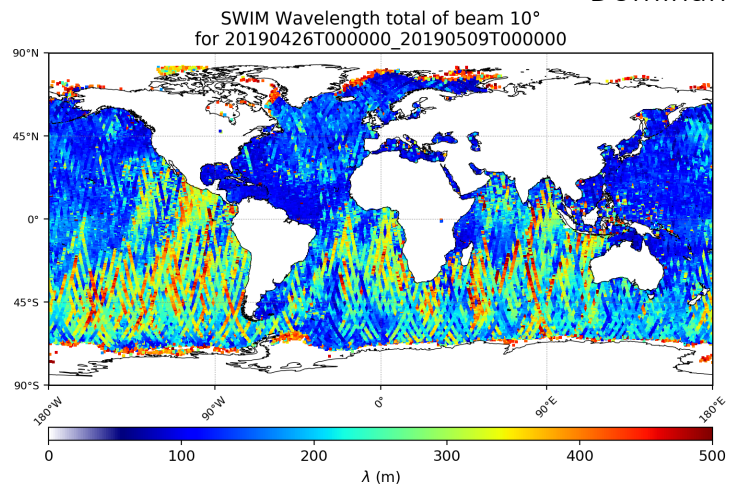 SWIM Wavelength total of beam 10°
for 20190426T000000_20190509T000000
90°N
45°N
0°
45°S
90°S
180°W
90°W
0°
90°E
180°E
0
100
200
300
400
500
λ (m)